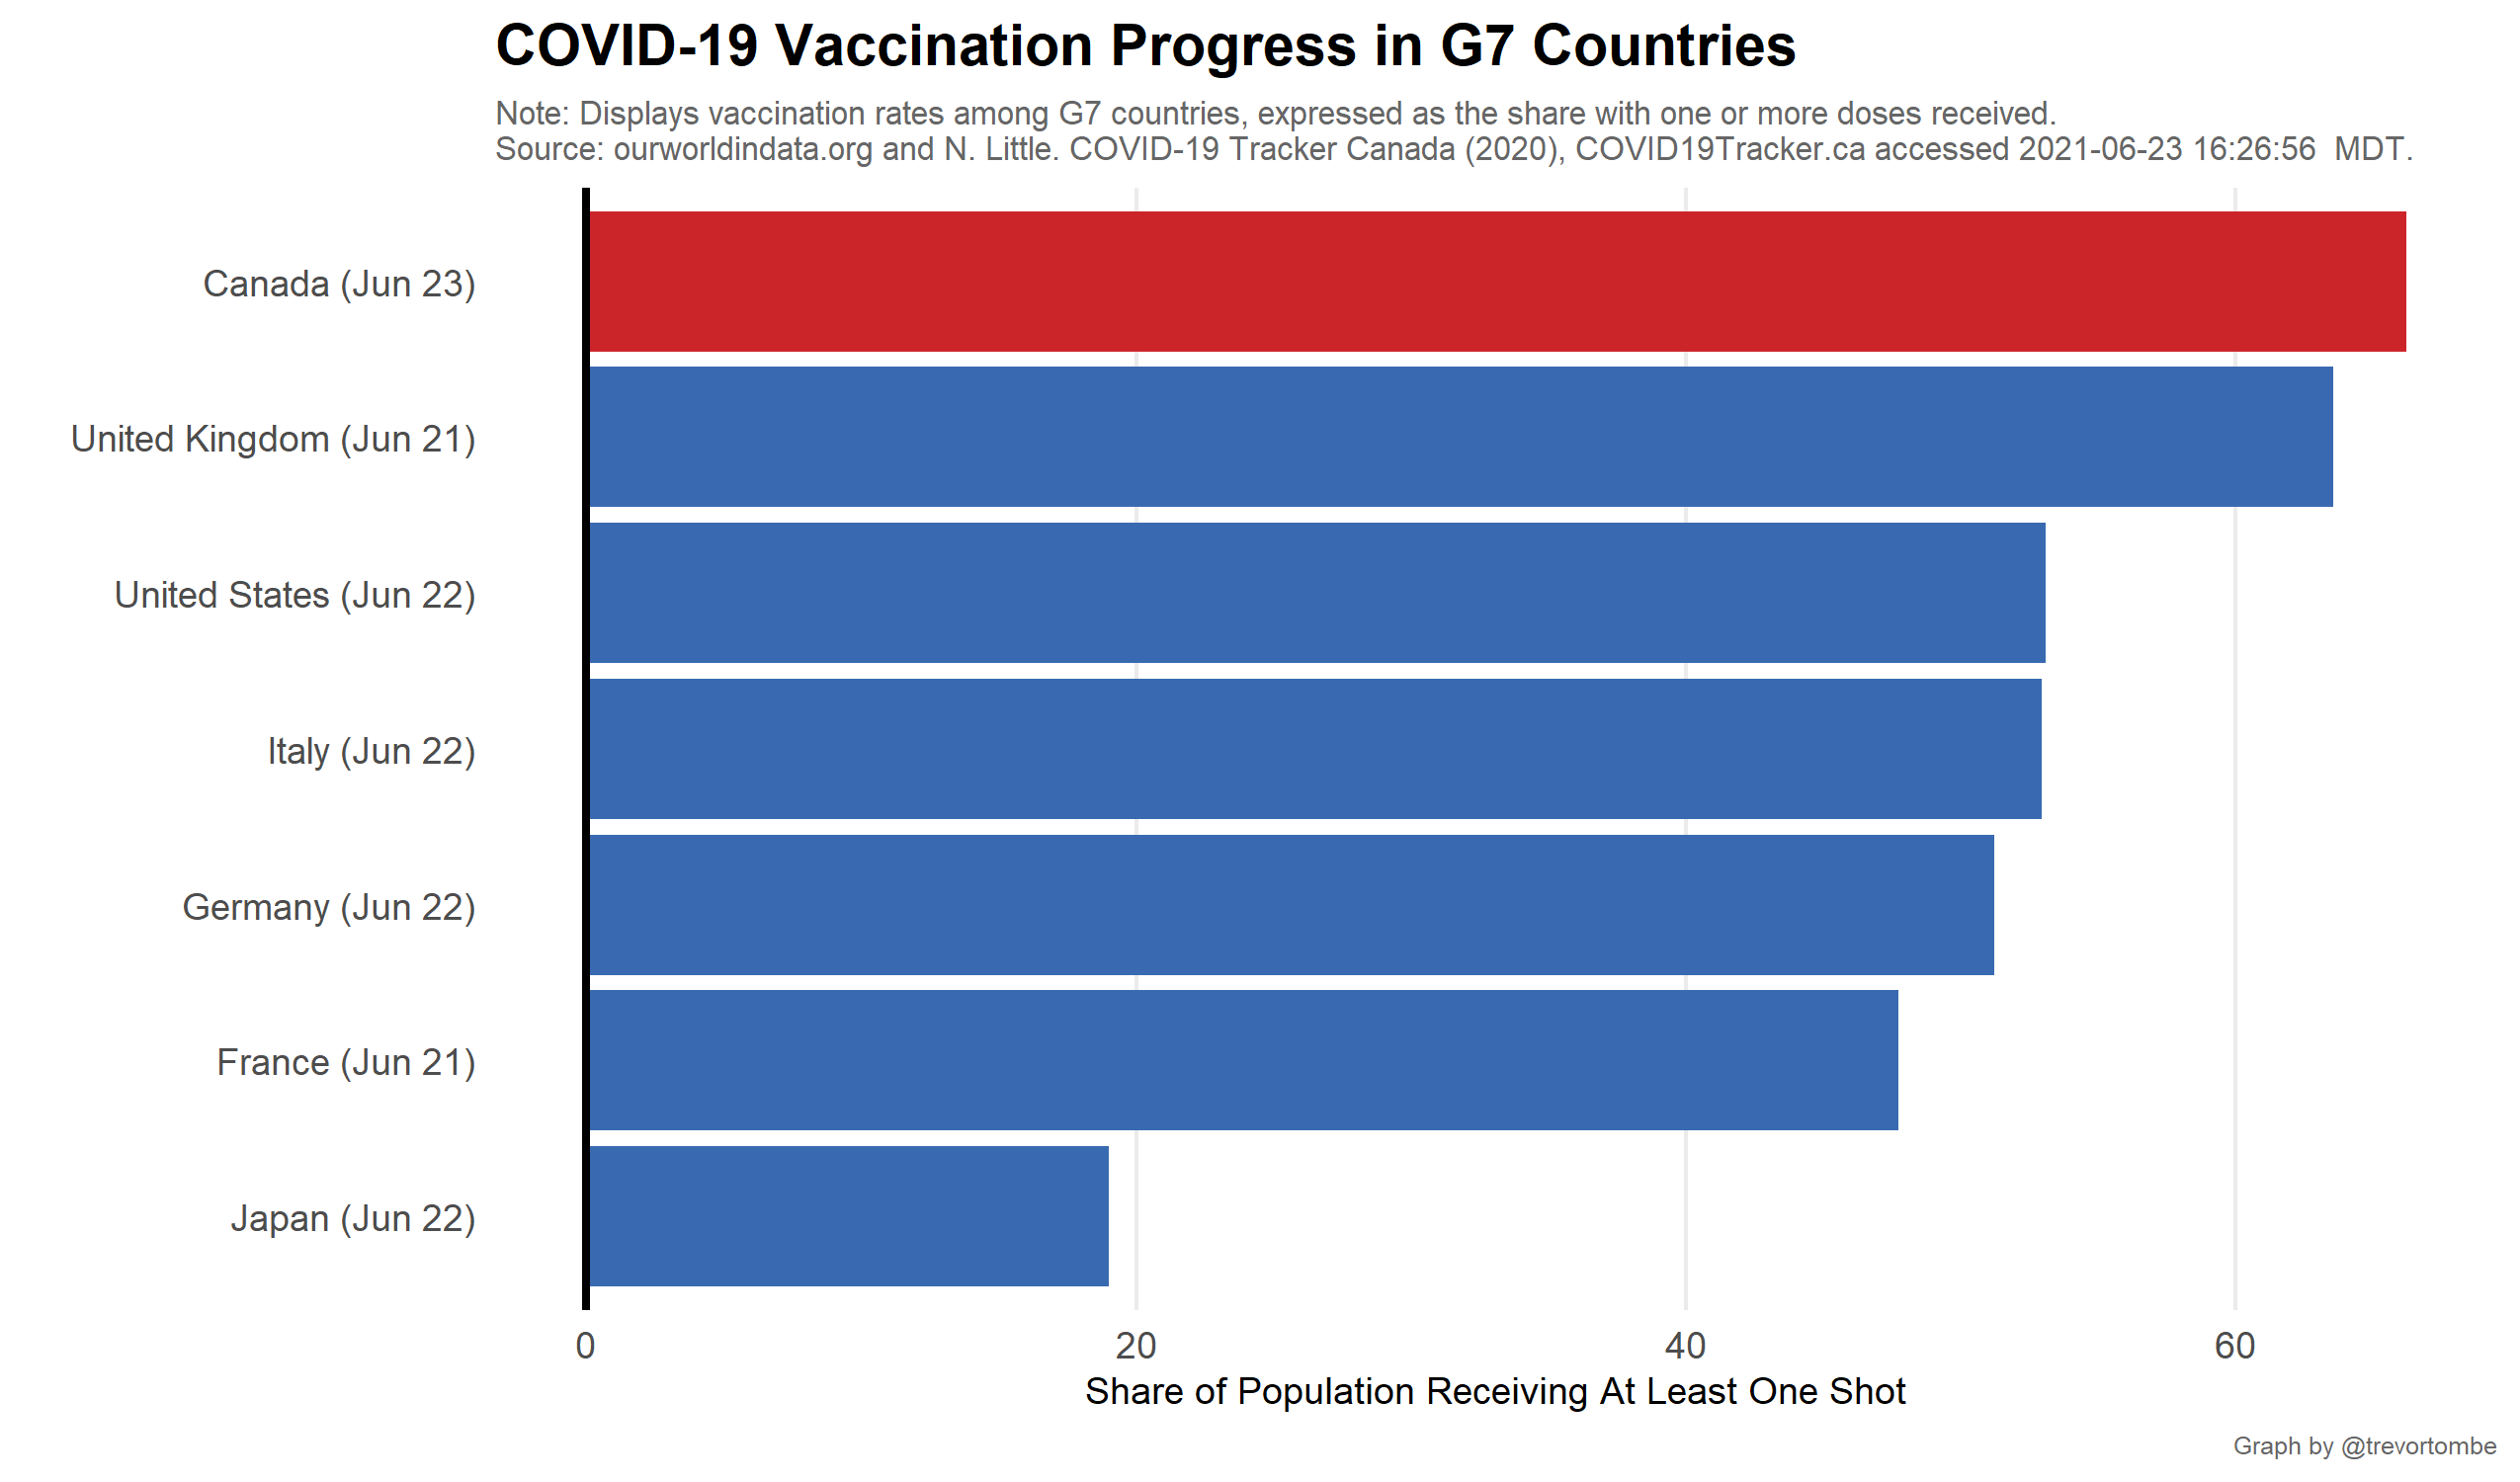 COVID-19 Vaccination Progress in G7 Countries
Note: Displays vaccination rates among G7 countries, expressed as the share with one or more doses received.
Source: ourworldindata.org and N. Little. COVID-19 Tracker Canada (2020), COVID19Tracker.ca accessed 2021-06-23 16:26:56  MDT.
Canada (Jun 23)
United Kingdom (Jun 21)
United States (Jun 22)
Italy (Jun 22)
Germany (Jun 22)
France (Jun 21)
Japan (Jun 22)
0 20 40 60
Share of Population Receiving At Least One Shot
Graph by @trevortombe